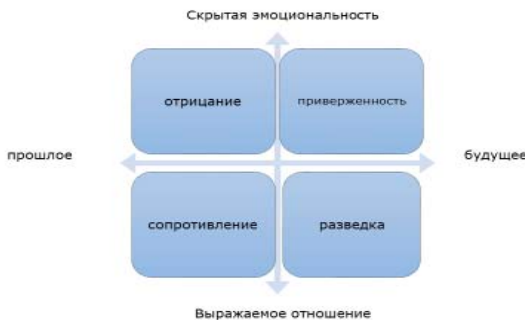 Скрытая эмоциональность
отрицание
приверженность
прошлое
будущее
сопротивление
разведка
Выражаемое отношение